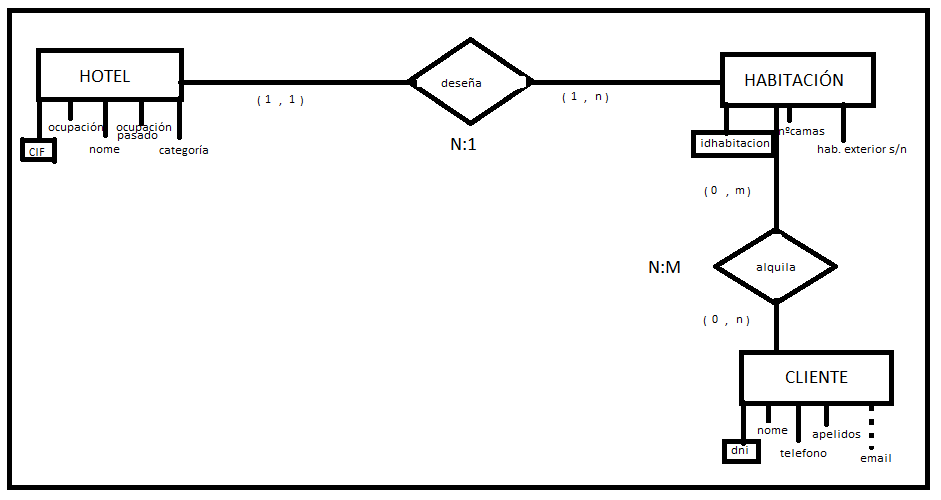 HOTEL
HABITACIÓN
deseña
( 1 , 1 )
( 1 , n )
ocupación
ocupación
pasado
nome
categoría
CIF
N:1
nºcamas
idhabitacion
hab. exterior s/n
( 0 , m )
N:M
alquila
( 0 , n )
CLIENTE
nome
apelidos
dni
telefono
email